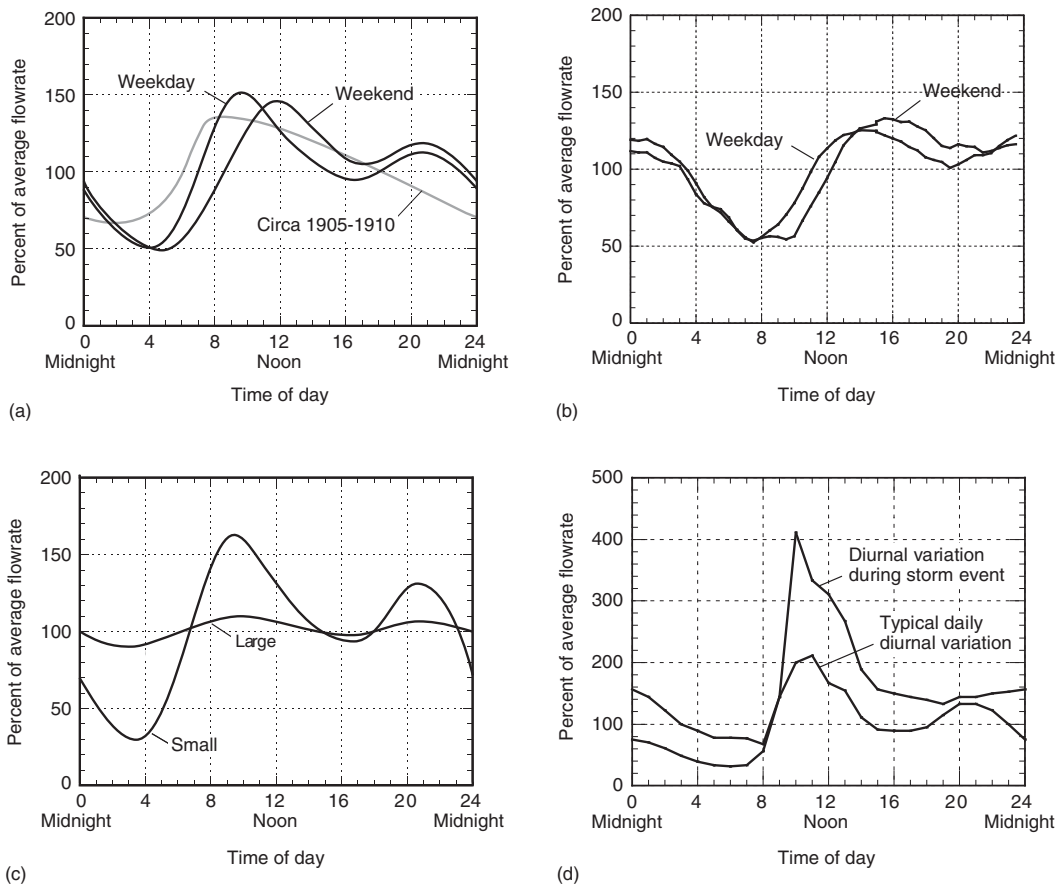 200
150
100
50
0
Percent of average flowrate
Weekday
Weekend
Circa 1905-1910
0 4 8 12 16 20 24
Midnight Noon Midnight
Time of day
(a)
200
150
100
50
0
Percent of average flowrate
Weekend
Weekday
0 4 8 12 16 20 24
Midnight Noon Midnight
Time of day
(b)
200
150
100
50
0
Percent of average flowrate
Large
Small
0 4 8 12 16 20 24
Midnight Noon Midnight
Time of day
(c)
500
400
300
200
100
0
Percent of average flowrate
Diurnal variation
during storm event
Typical daily
diurnal variation
0 4 8 12 16 20 24
Midnight Noon Midnight
Time of day
(d)